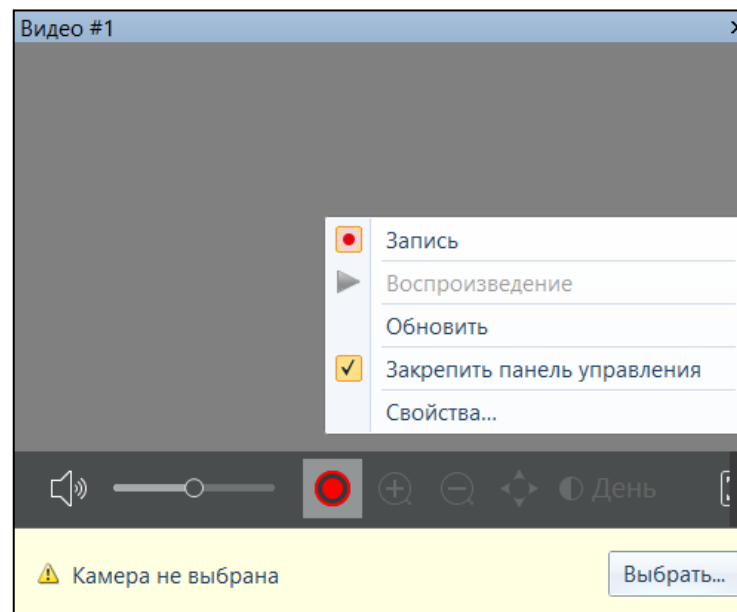 Видео #1
Запись
Воспроизведение
Обновить
Закрепить панель управления
Свойства...
День
Камера не выбрана
Выбрать...